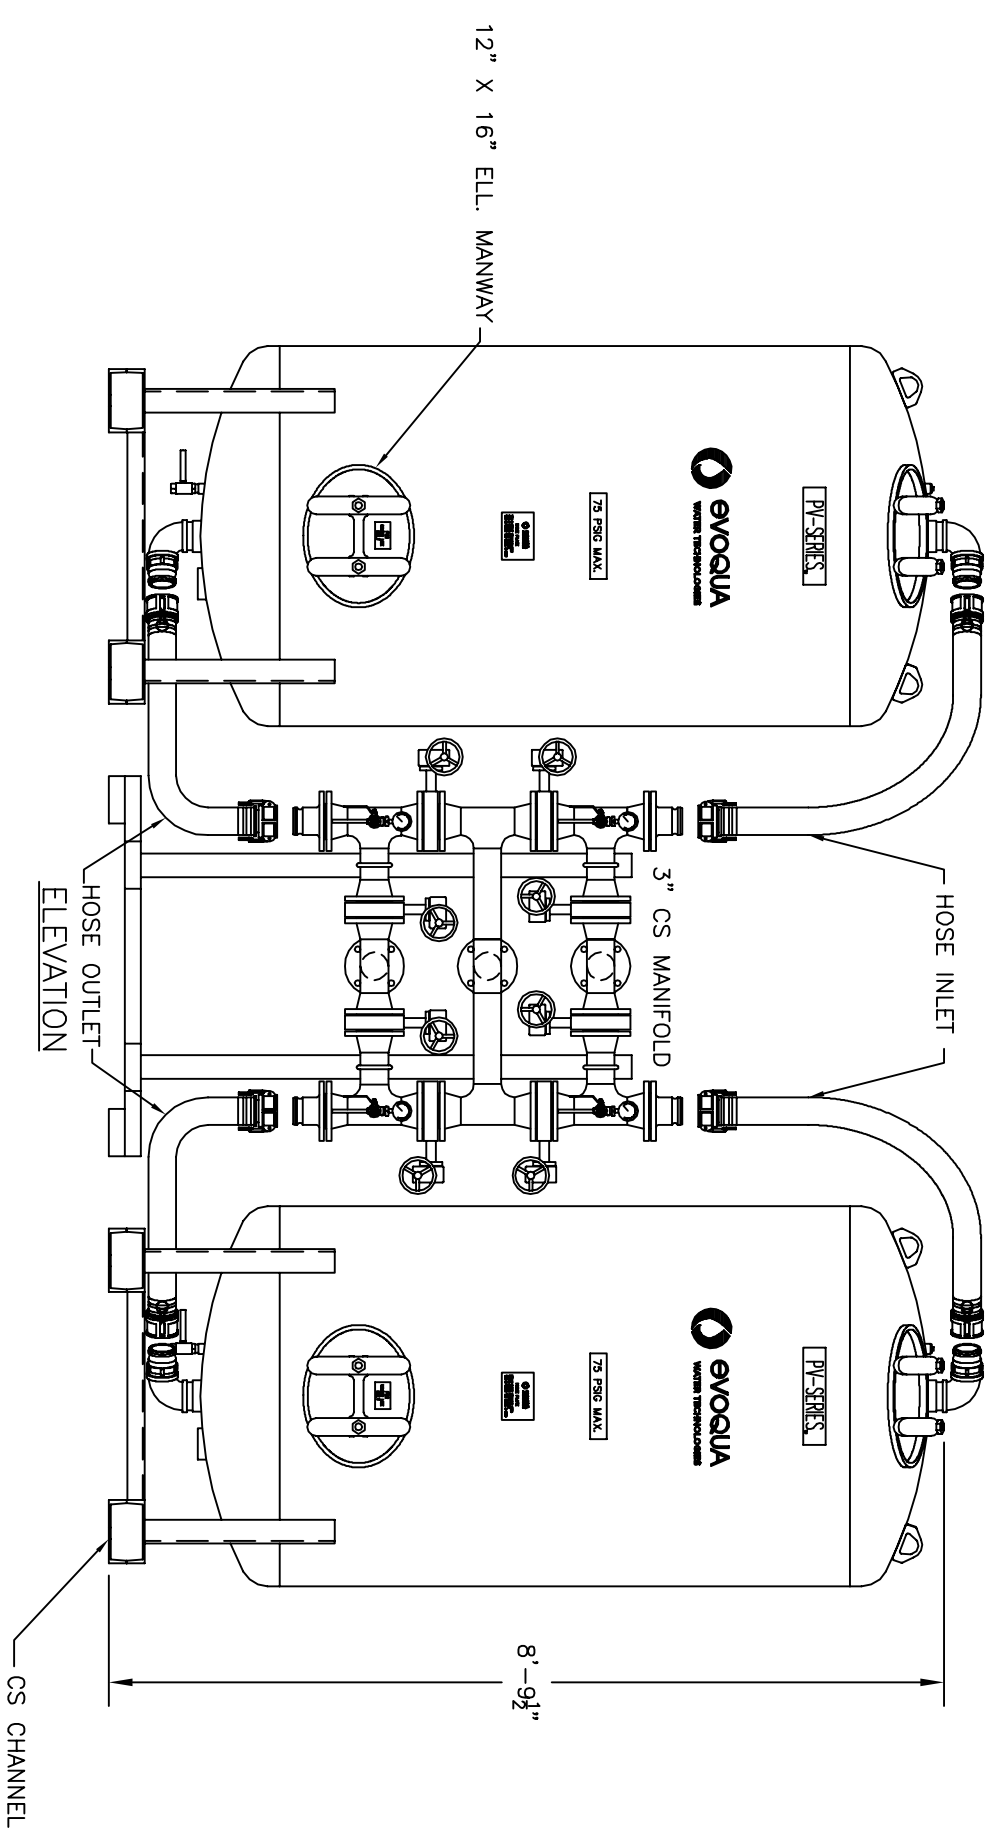 HOSE INLET
PV-SERIES
PV-SERIES
evoqua
WATER TECHNOLOGIES
evoqua
WATER TECHNOLOGIES
3" CS MANIFOLD
75 PSIG MAX.
75 PSIG MAX.
8'-9½"
12" X 16" ELL. MANWAY
HOSE OUTLET
ELEVATION
CS CHANNEL